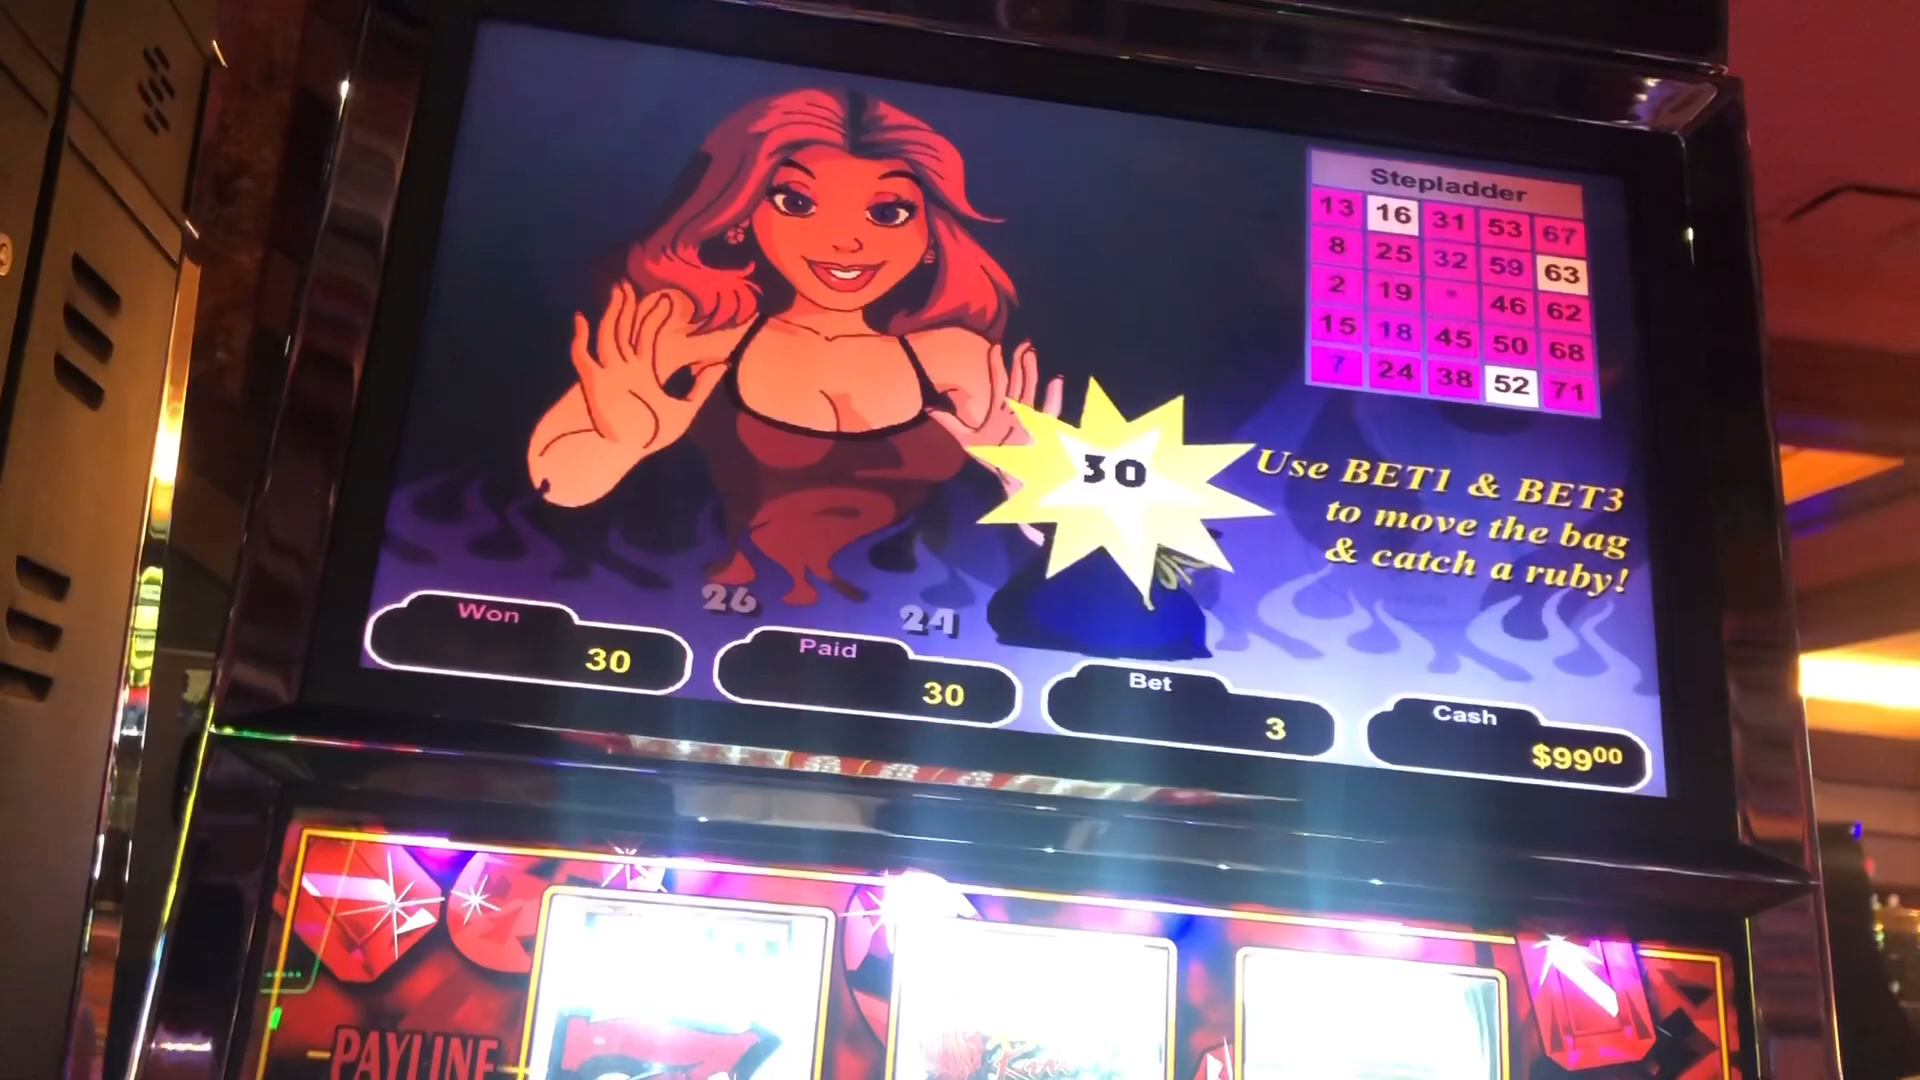 Stepladder
13 16 31 53 67
8 25 32 59 63
2 19 * 46 62
15 18 45 50 68
7 24 38 52 71
30
Use BET1 & BET3
to move the bag
& catch a ruby!
26
24
Won
30
Paid
30
Bet
3
Cash
$9900
PAYLINE